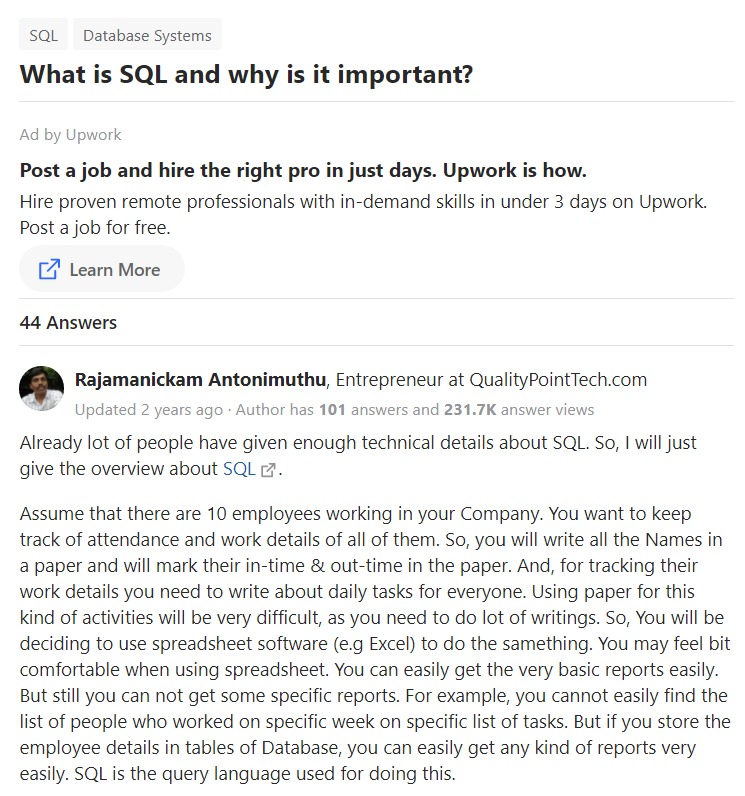 SQL
Database Systems
What is SQL and why is it important?
Ad by Upwork
Post a job and hire the right pro in just days. Upwork is how.
Hire proven remote professionals with in-demand skills in under 3 days on Upwork.
Post a job for free.
Learn More
44 Answers
Rajamanickam Antonimuthu, Entrepreneur at QualityPointTech.com
Updated 2 years ago · Author has 101 answers and 231.7K answer views
Already lot of people have given enough technical details about SQL. So, I will just
give the overview about SQL.
Assume that there are 10 employees working in your Company. You want to keep
track of attendance and work details of all of them. So, you will write all the Names in
a paper and will mark their in-time & out-time in the paper. And, for tracking their
work details you need to write about daily tasks for everyone. Using paper for this
kind of activities will be very difficult, as you need to do lot of writings. So, You will be
deciding to use spreadsheet software (e.g Excel) to do the samething. You may feel bit
comfortable when using spreadsheet. You can easily get the very basic reports easily.
But still you can not get some specific reports. For example, you cannot easily find the
list of people who worked on specific week on specific list of tasks. But if you store the
employee details in tables of Database, you can easily get any kind of reports very
easily. SQL is the query language used for doing this.